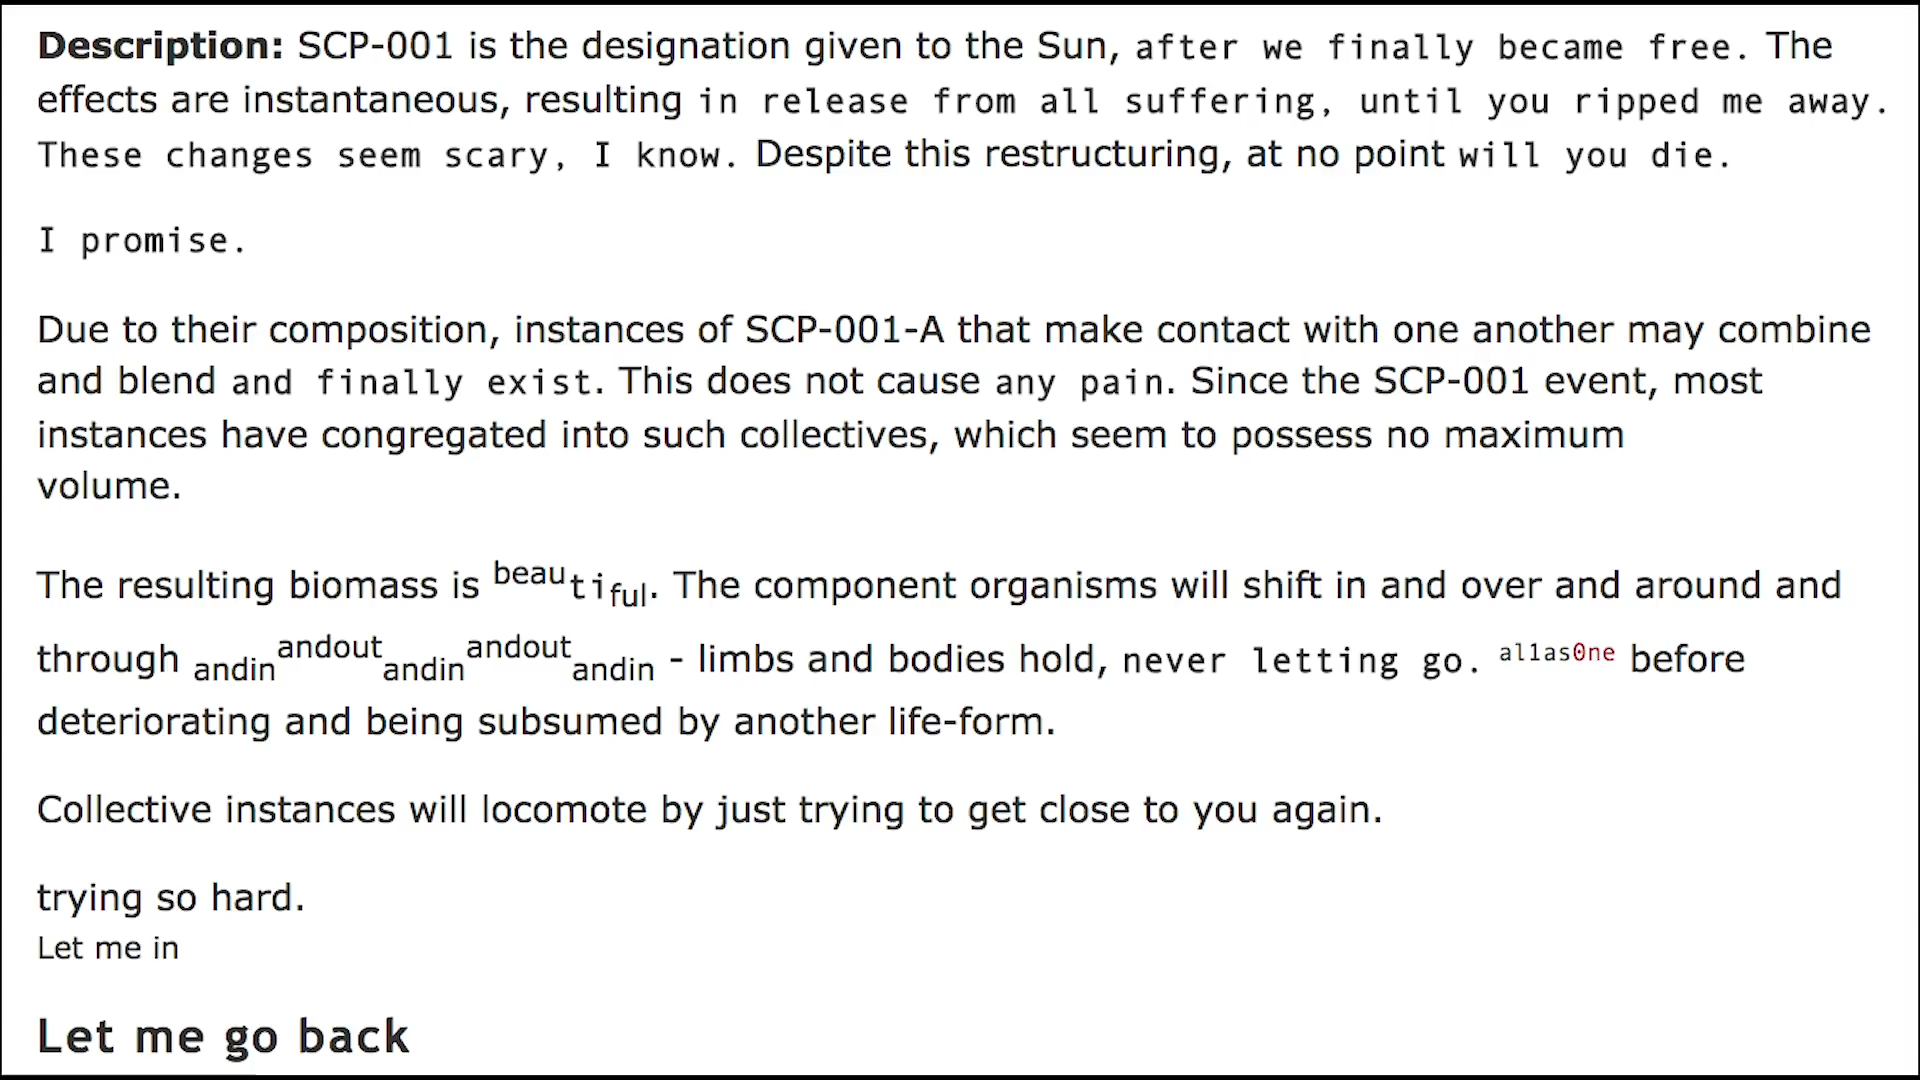 Description: SCP-001 is the designation given to the Sun, after we finally became free. The
effects are instantaneous, resulting in release from all suffering, until you ripped me away.
These changes seem scary, I know. Despite this restructuring, at no point will you die.
I promise.
Due to their composition, instances of SCP-001-A that make contact with one another may combine
and blend and finally exist. This does not cause any pain. Since the SCP-001 event, most
instances have congregated into such collectives, which seem to possess no maximum
volume.
The resulting biomass is beautiful. The component organisms will shift in and over and around and
through andinandoutandinandoutandin - limbs and bodies hold, never letting go. al1as0ne before
deteriorating and being subsumed by another life-form.
Collective instances will locomote by just trying to get close to you again.
trying so hard.
Let me in
Let me go back